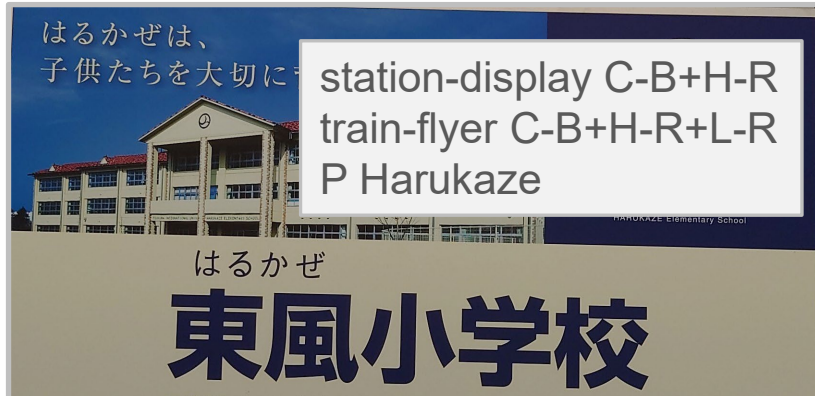 はるかぜは、
子供たちを大切に
station-display C-B+H-R
train-flyer C-B+H-R+L-R
P Harukaze
HARUKAZE Elementary School
はるかぜ
東風小学校